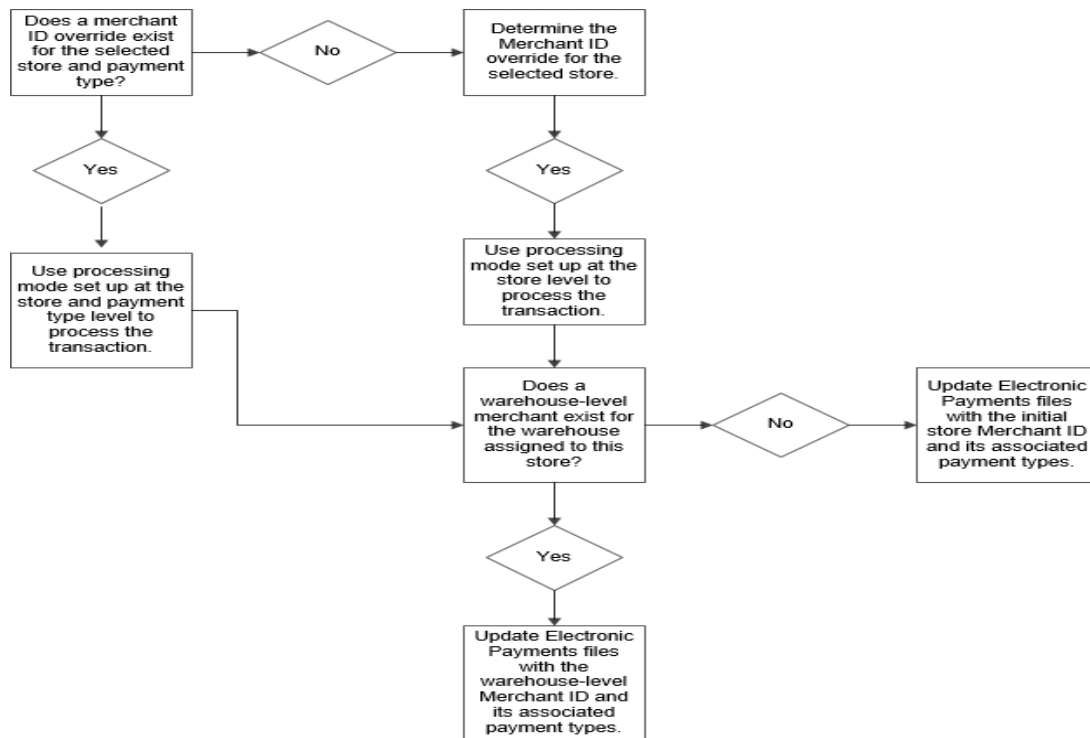 Does a merchant
ID override exist
for the selected
store and payment
type?
No
Determine the
Merchant ID
override for the
selected store.
Yes
Yes
Use processing
mode set up at the
store and payment
type level to
process the
transaction.
Use processing
mode set up at the
store level to
process the
transaction.
Does a
warehouse-level
merchant exist for
the warehouse
assigned to this
store?
No
Update Electronic
Payments files
with the initial
store Merchant ID
and its associated
payment types.
Yes
Update Electronic
Payments files
with the
warehouse-level
Merchant ID and
its associated
payment types.